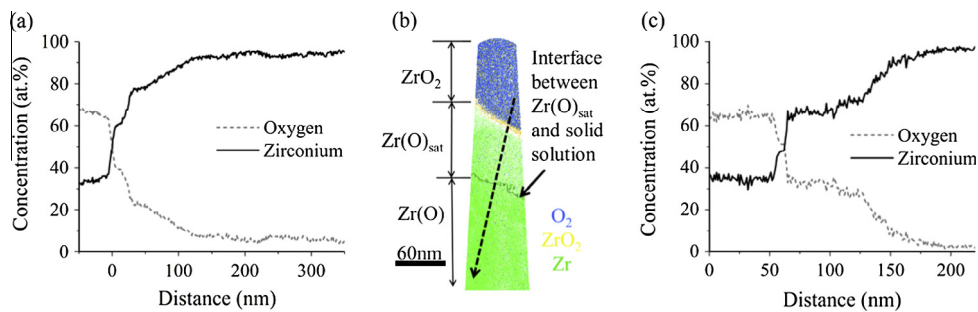 (a)
Concentration (at.%)
100
80
60
40
20
0
Oxygen
Zirconium
0
100
200
300
Distance (nm)
(b)
ZrO2
Zr(O)sat
Zr(O)
60nm
Interface
between
Zr(O)sat
and solid
solution
O2
ZrO2
Zr
(c)
Concentration (at.%)
100
80
60
40
20
0
Oxygen
Zirconium
0
50
100
150
200
Distance (nm)